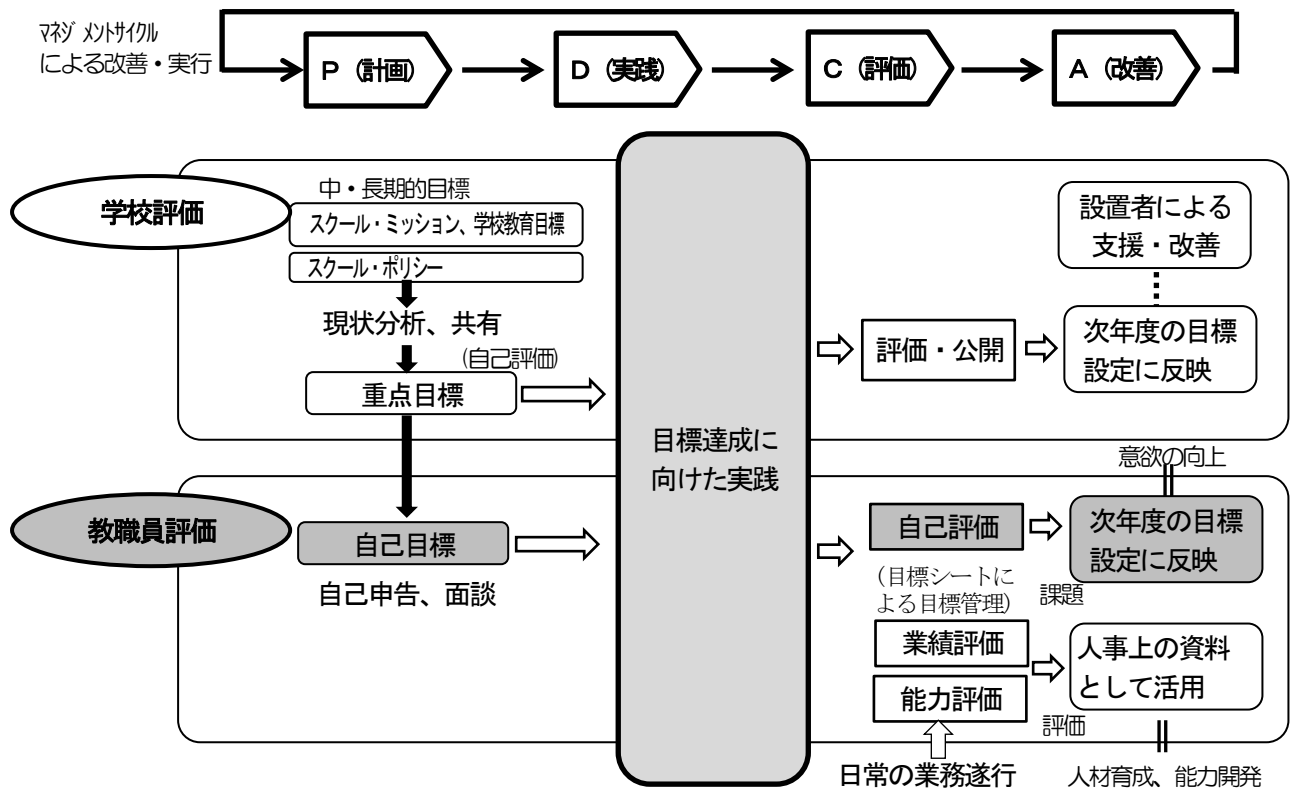 マネジメントサイクル
による改善・実行
P（計画）
D（実践）
C（評価）
A（改善）
学校評価
中・長期的目標
スクール・ミッション、学校教育目標
スクール・ポリシー
現状分析、共有
(自己評価)
重点目標
目標達成に
向けた実践
評価・公開
設置者による
支援・改善
次年度の目標
設定に反映
教職員評価
自己目標
自己申告、面談
意欲の向上
自己評価
次年度の目標
設定に反映
（目標シートに
よる目標管理）
課題
業績評価
能力評価
人事上の資料
として活用
評価
日常の業務遂行
人材育成、能力開発